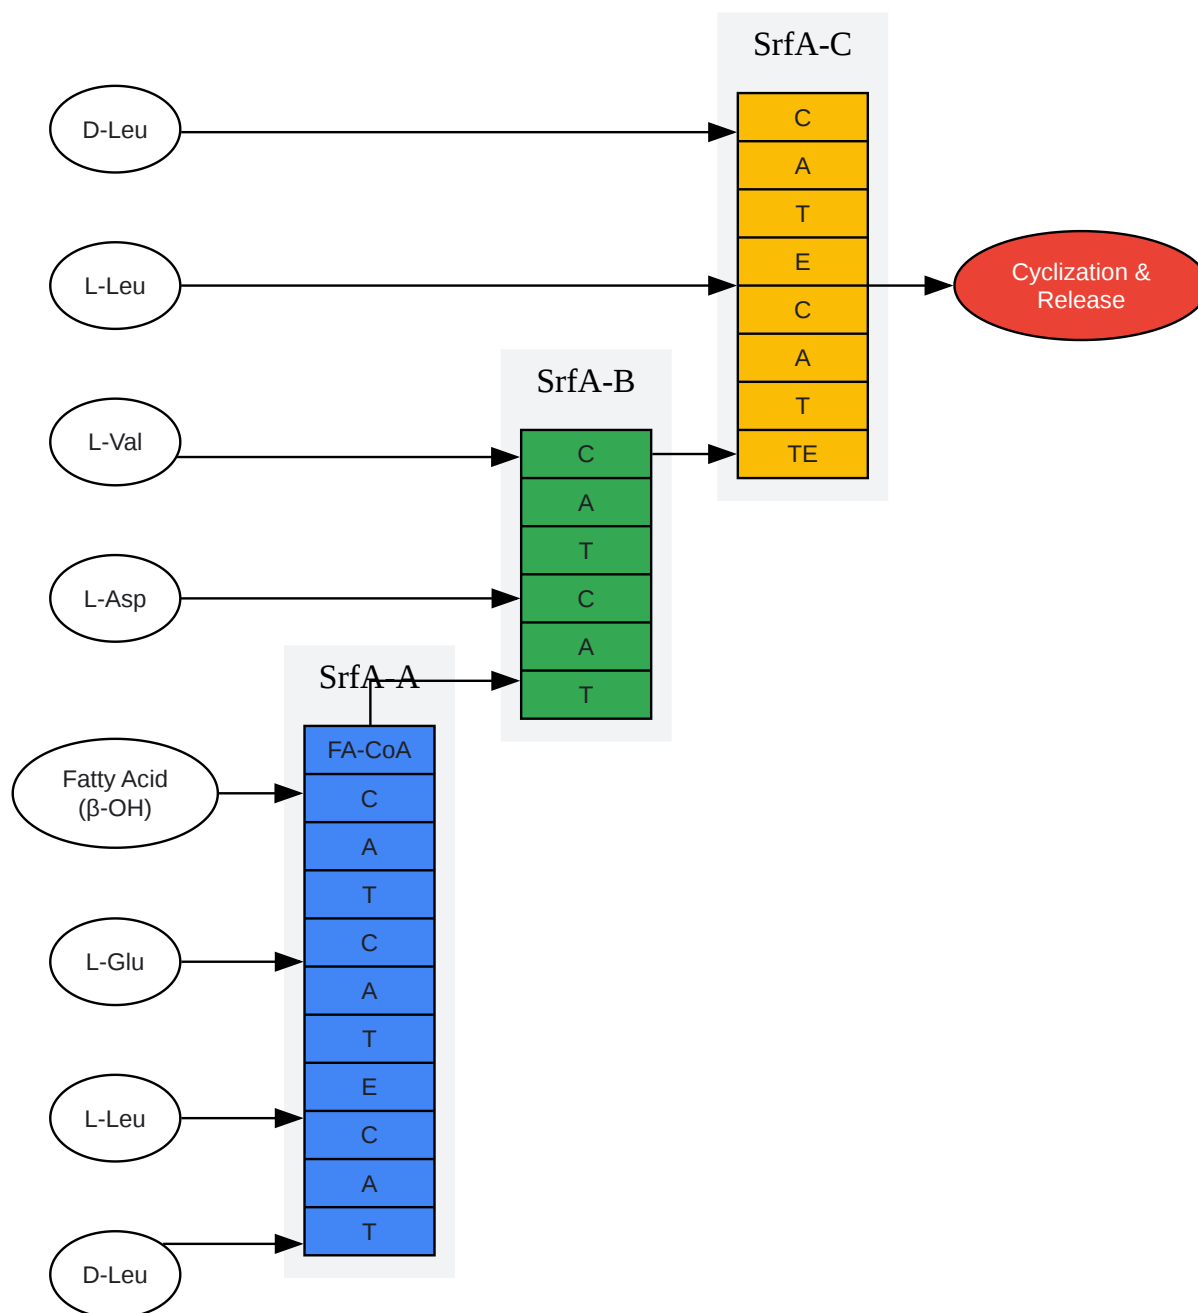 SrfA-C
D-Leu
C
A
T
E
C
A
T
TE
L-Leu
Cyclization &
Release
SrfA-B
L-Val
C
A
T
C
A
T
L-Asp
SrfA-A
FA-CoA
C
A
T
C
A
T
E
C
A
T
Fatty Acid
(β-OH)
L-Glu
L-Leu
D-Leu